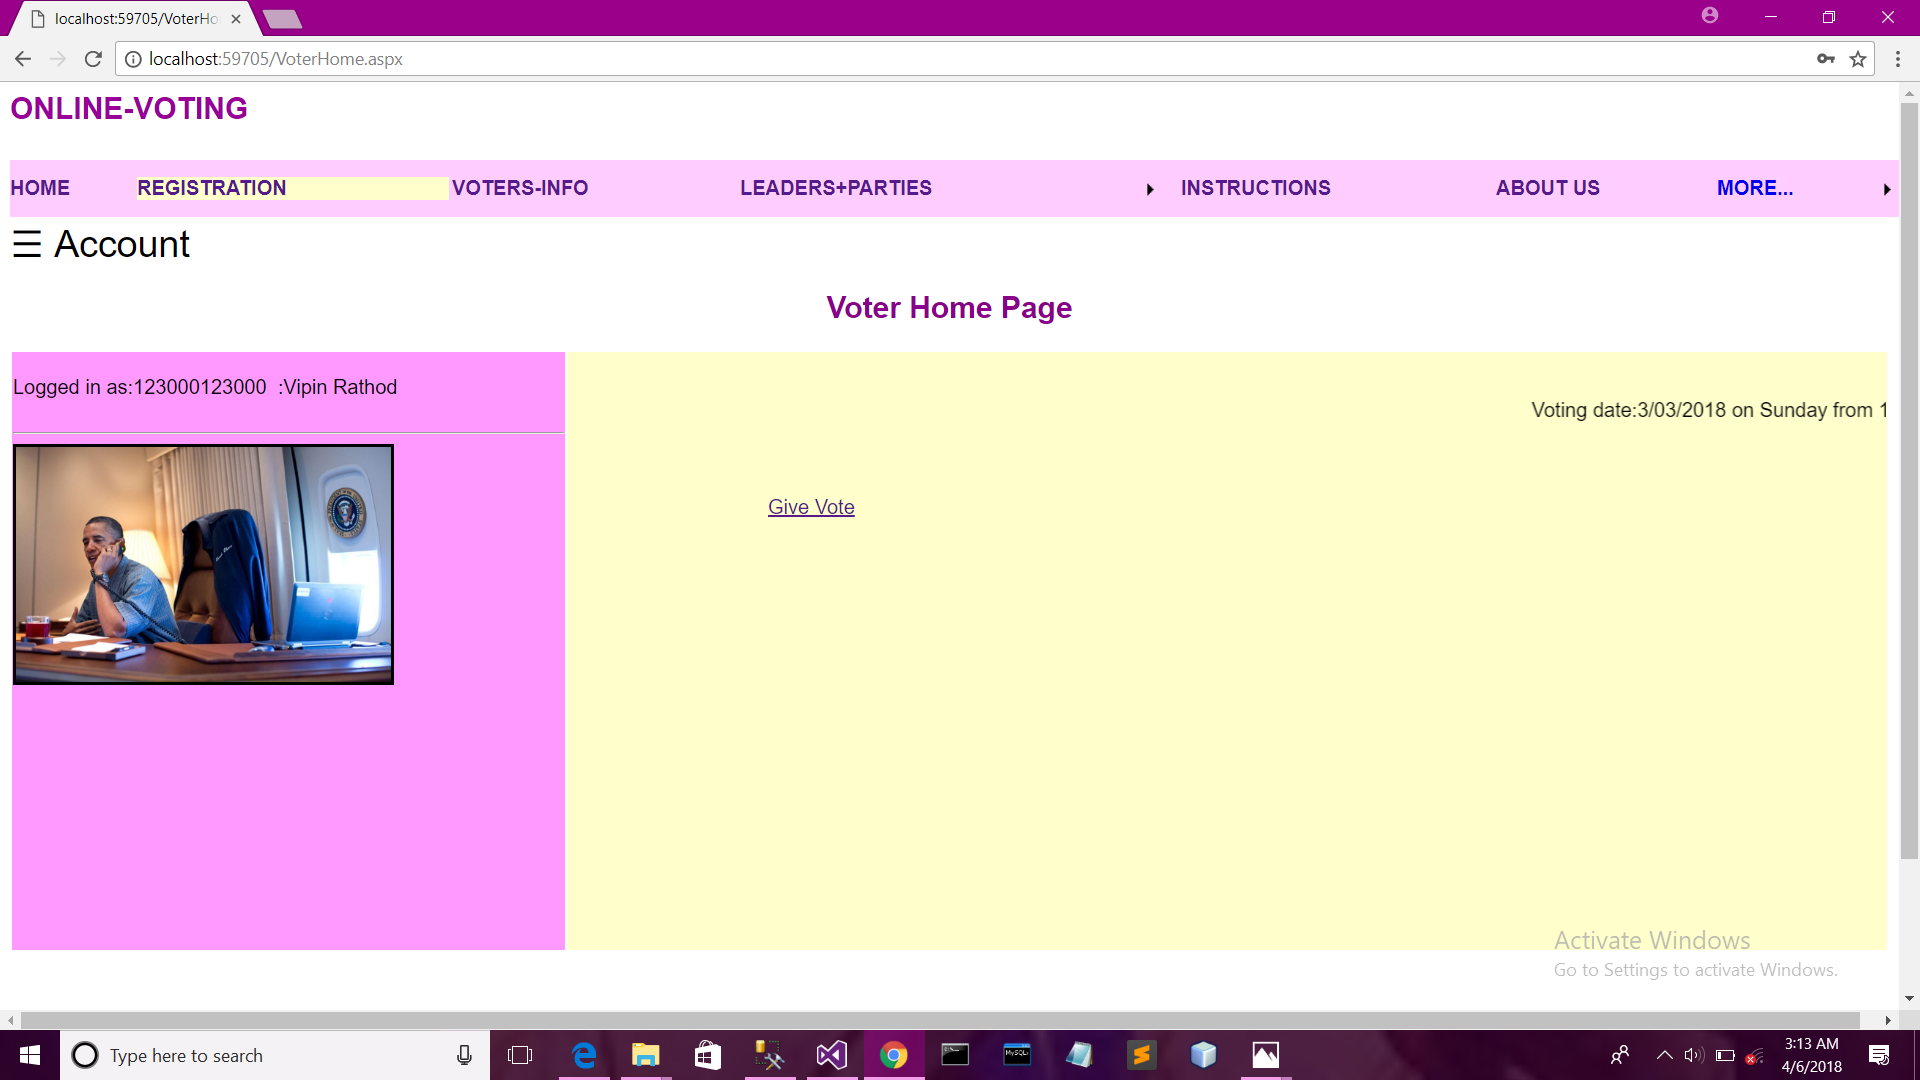 localhost:59705/VoterHo
localhost:59705/VoterHome.aspx
ONLINE-VOTING
HOME REGISTRATION VOTERS-INFO LEADERS+PARTIES INSTRUCTIONS ABOUT US MORE...
☰ Account
Voter Home Page
Logged in as:123000123000 :Vipin Rathod
Voting date:3/03/2018 on Sunday from 1
Give Vote
Activate Windows
Go to Settings to activate Windows.
Type here to search
3:13 AM
4/6/2018